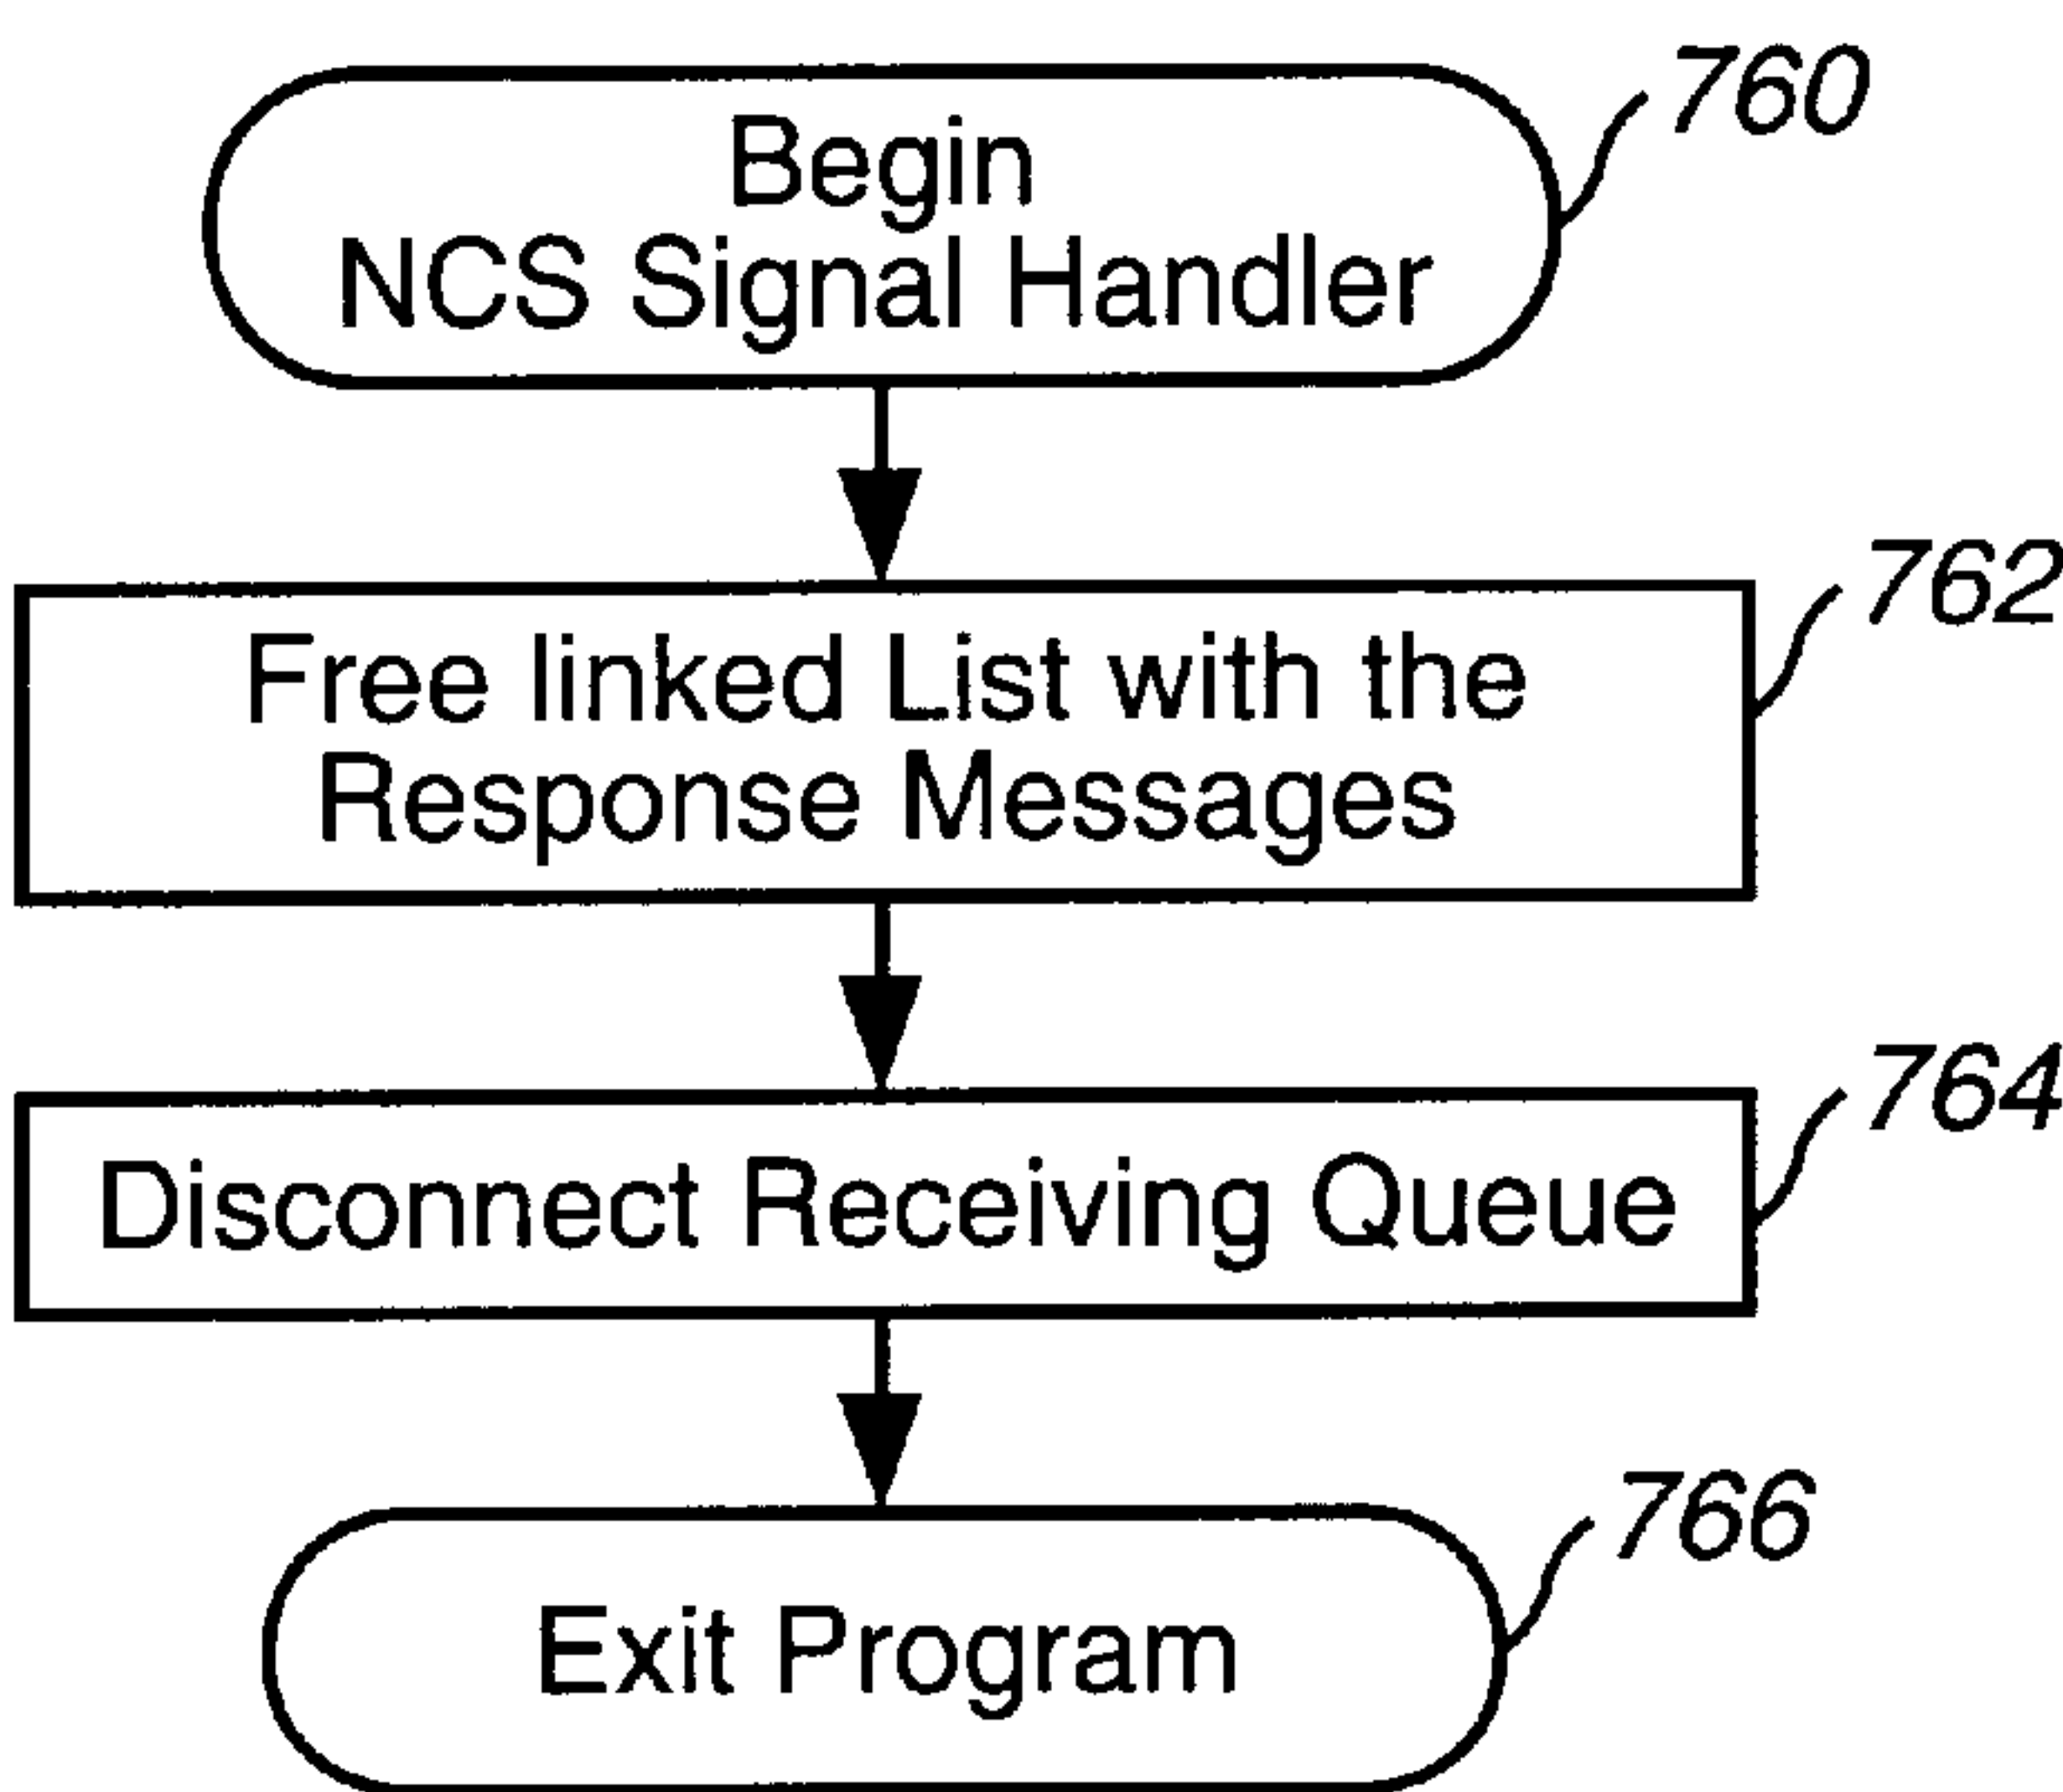 760
Begin
NCS Signal Handler
762
Free linked List with the
Response Messages
764
Disconnect Receiving Queue
766
Exit Program